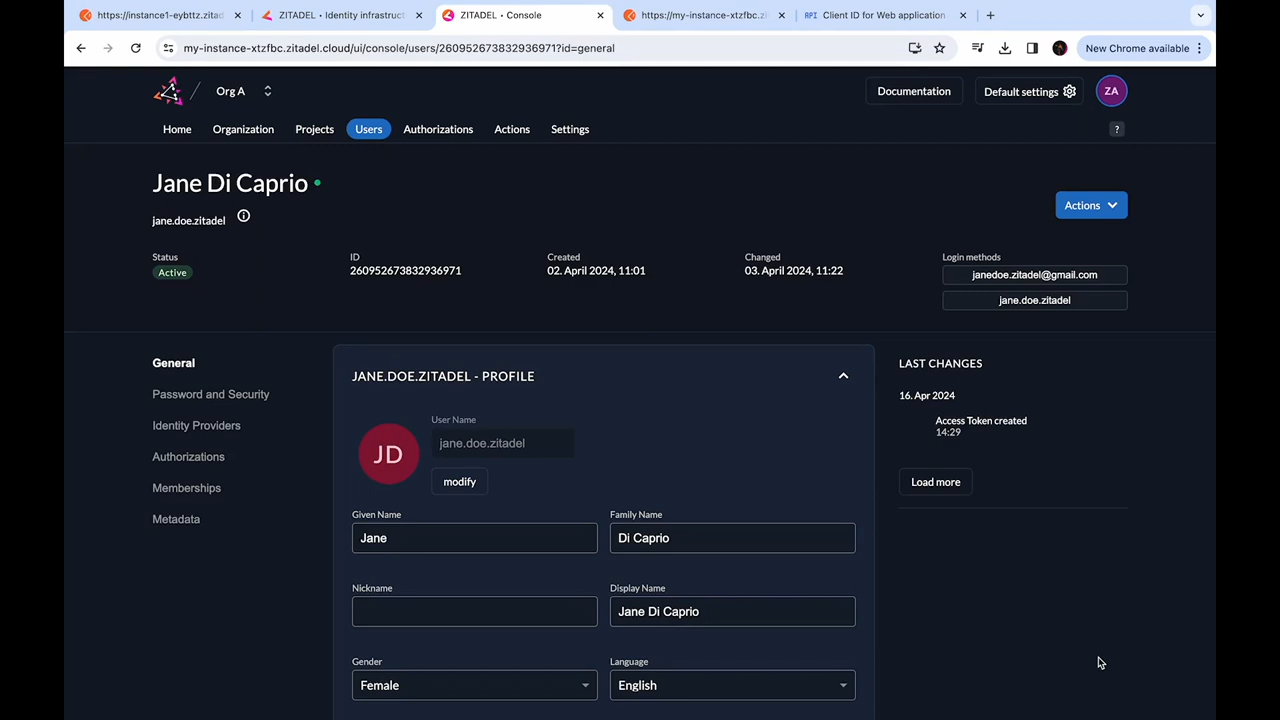 https://instance1-eybttz.zitad
ZITADEL • Identity infrastruct
ZITADEL • Console
https://my-instance-xtzfbc.zi
RPI Client ID for Web application
my-instance-xtzfbc.zitadel.cloud/ui/console/users/260952673832936971?id=general
New Chrome available
Org A
Documentation
Default settings
ZA
Home
Organization
Projects
Users
Authorizations
Actions
Settings
?
Jane Di Caprio
jane.doe.zitadel
Actions
Status
Active
ID
260952673832936971
Created
02. April 2024, 11:01
Changed
03. April 2024, 11:22
Login methods
janedoe.zitadel@gmail.com
jane.doe.zitadel
General
Password and Security
Identity Providers
Authorizations
Memberships
Metadata
JANE.DOE.ZITADEL - PROFILE
JD
User Name
jane.doe.zitadel
modify
Given Name
Jane
Family Name
Di Caprio
Nickname
Display Name
Jane Di Caprio
Gender
Female
Language
English
LAST CHANGES
16. Apr 2024
Access Token created
14:29
Load more